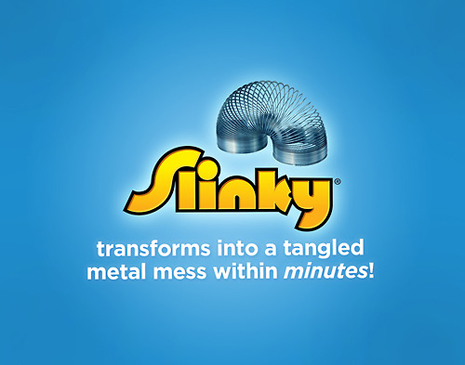 Slinky®
transforms into a tangled
metal mess within minutes!